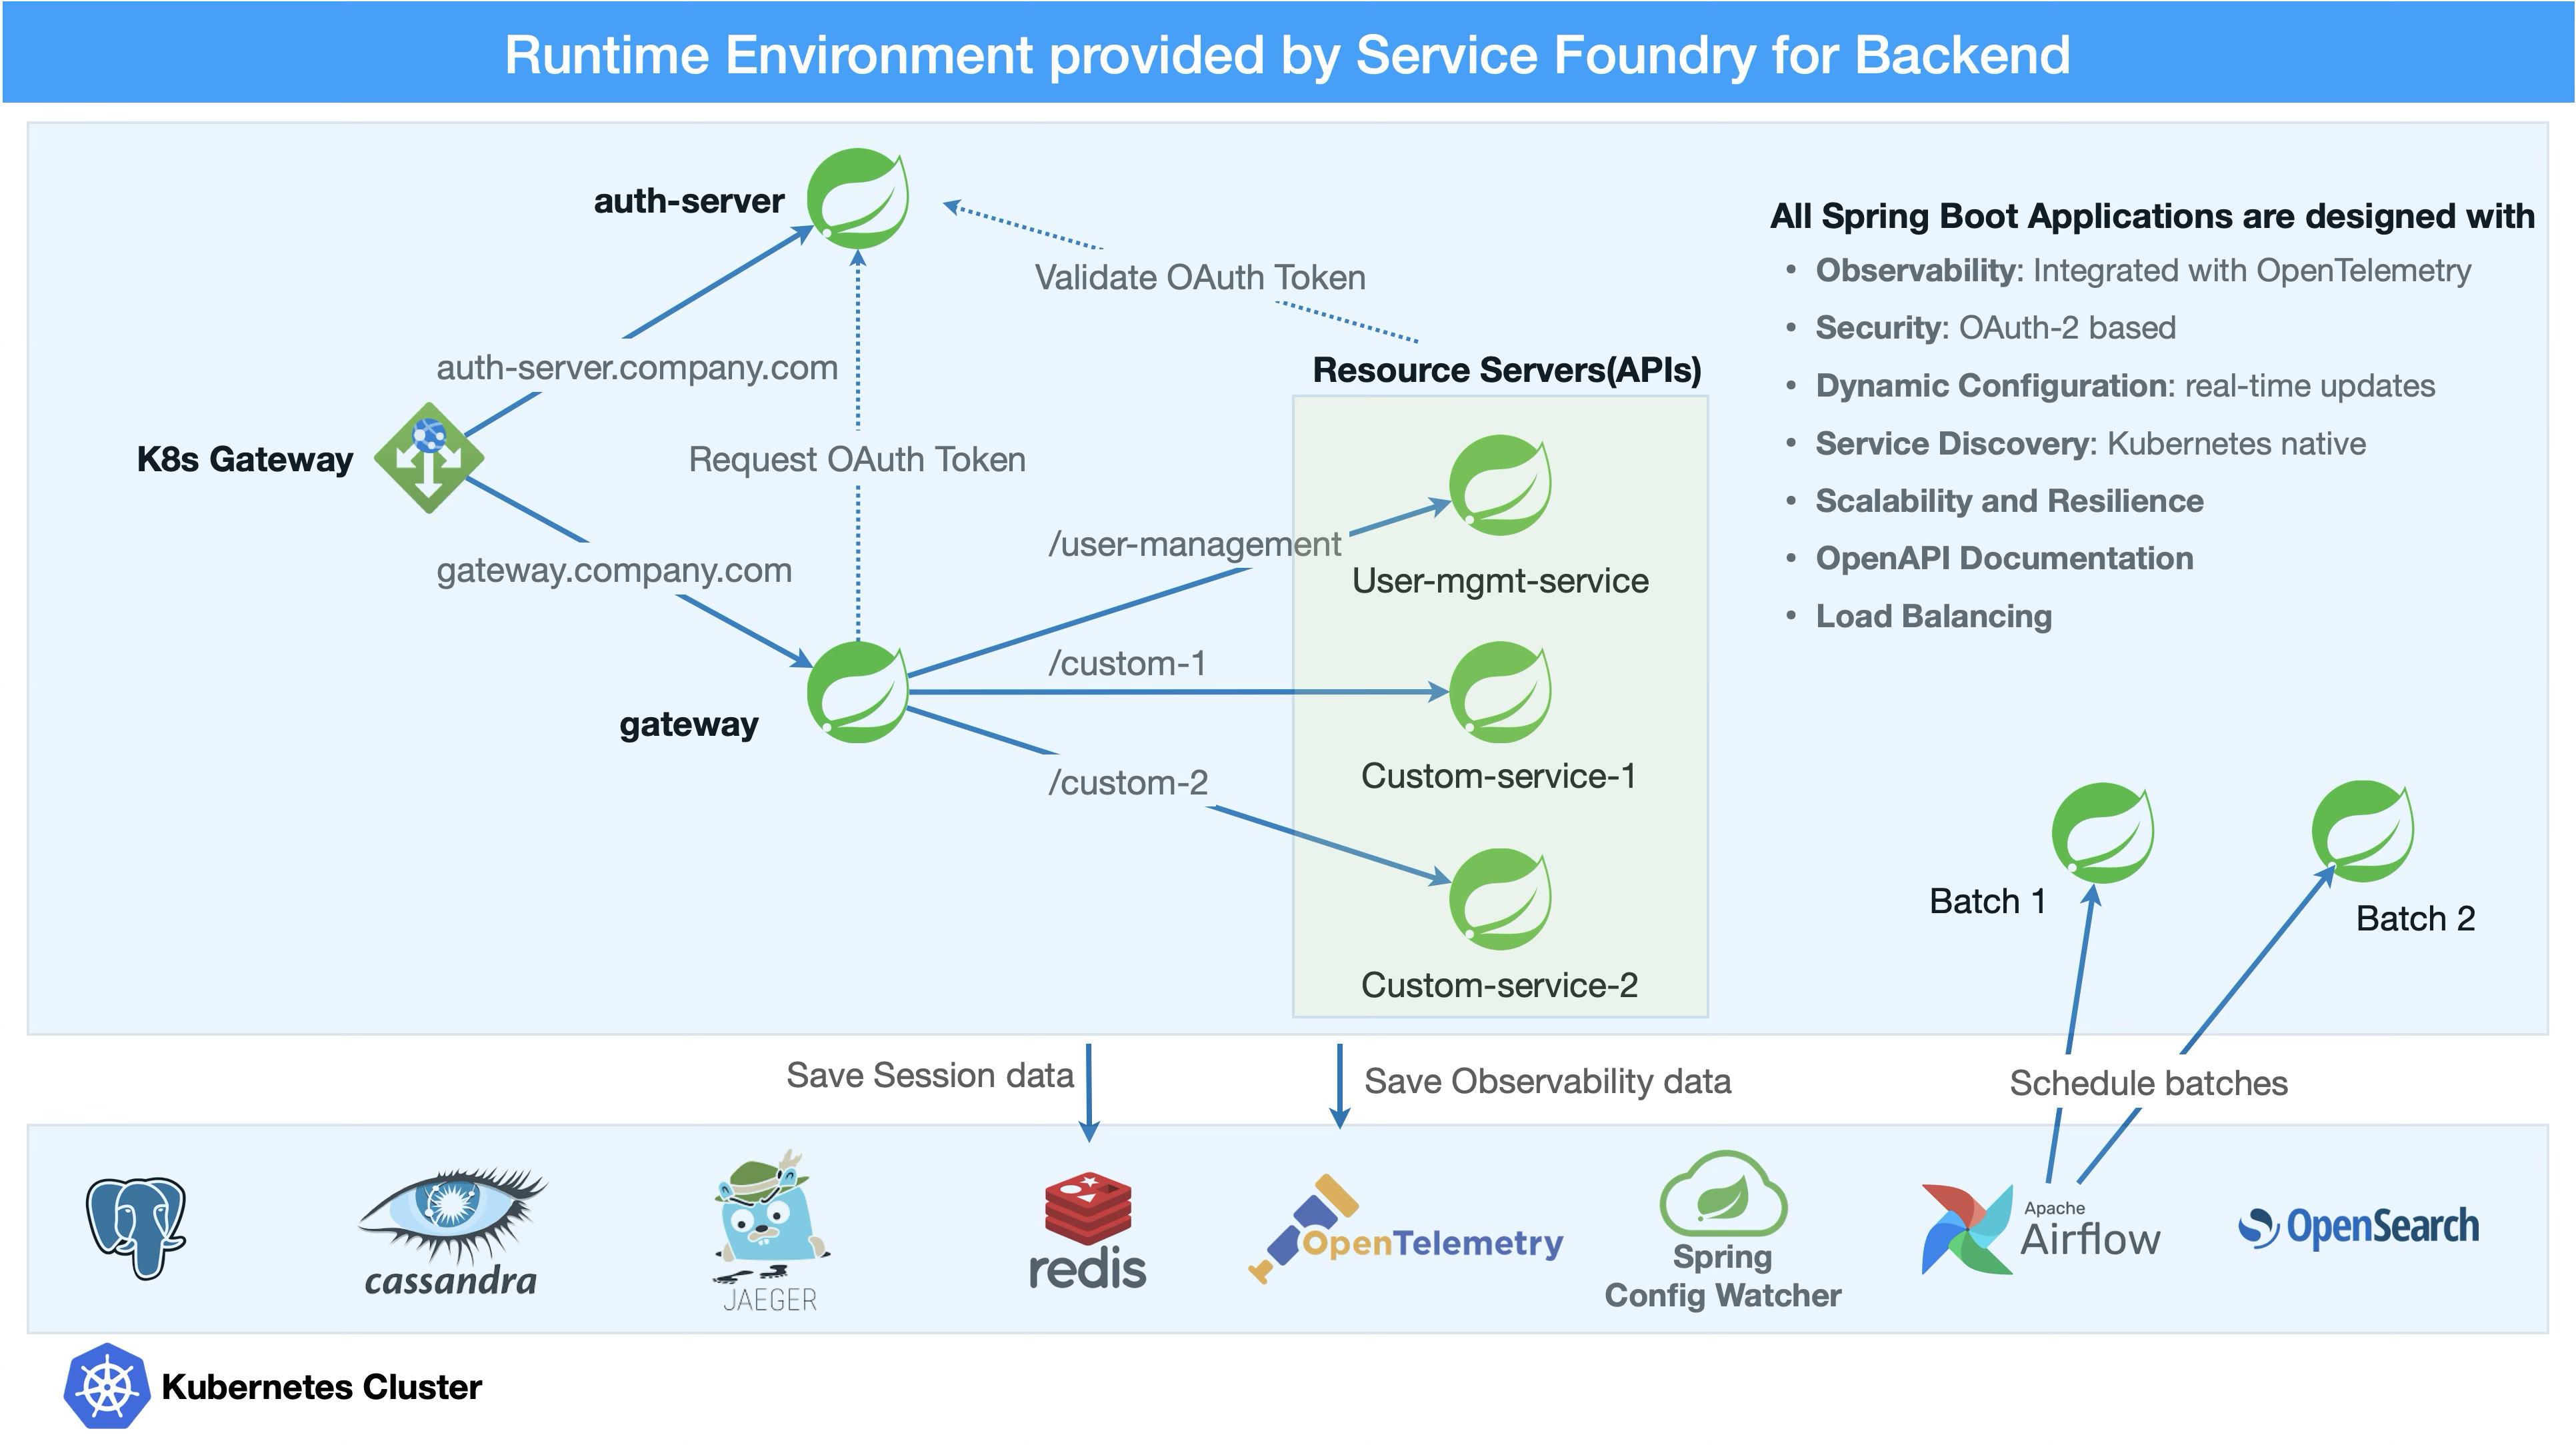 Runtime Environment provided by Service Foundry for Backend
auth-server
Validate OAuth Token
auth-server.company.com
K8s Gateway
Request OAuth Token
gateway.company.com
gateway
/user-management
/custom-1
/custom-2
Resource Servers(APIs)
User-mgmt-service
Custom-service-1
Custom-service-2
All Spring Boot Applications are designed with
• Observability: Integrated with OpenTelemetry
• Security: OAuth-2 based
• Dynamic Configuration: real-time updates
• Service Discovery: Kubernetes native
• Scalability and Resilience
• OpenAPI Documentation
• Load Balancing
Batch 1
Batch 2
Save Session data
Save Observability data
Schedule batches
cassandra
JAEGER
redis
OpenTelemetry
Spring
Config Watcher
Apache
Airflow
OpenSearch
Kubernetes Cluster